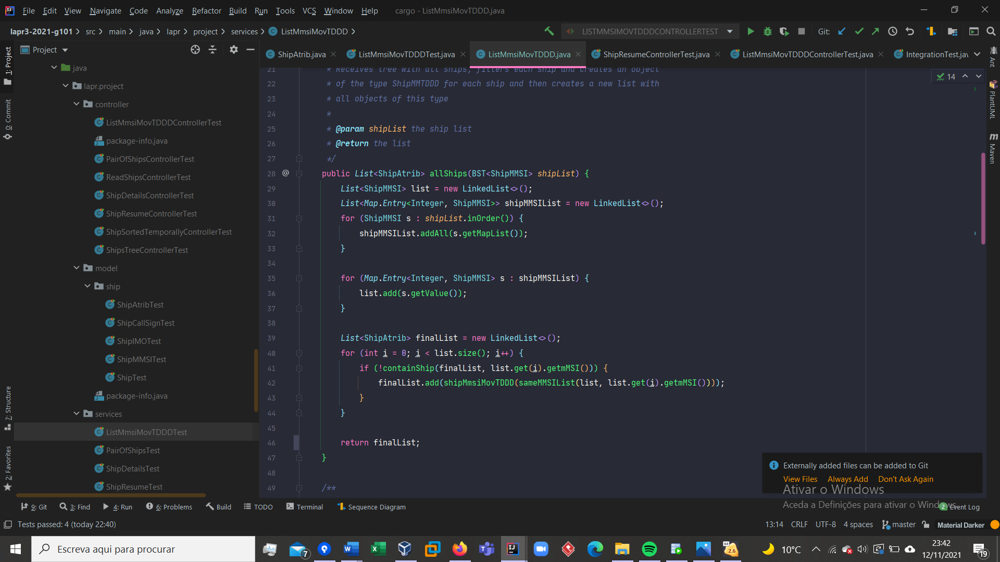 File Edit View Navigate Code Analyze Refactor Build Run Tools VCS Window Help cargo - ListMmsiMovTDDD.java
lapr3-2021-g101 src main java lapr project services ListMmsiMovTDDD LISTMMSIMOVTDDDCONTROLLERTEST Git:
Project
ShipAtrib.java ListMmsiMovTDDDTest.java ListMmsiMovTDDD.java ShipResumeControllerTest.java ListMmsiMovTDDDControllerTest.java IntegrationTest.jav
1: Project
0: Commit
7: Structure
2: Favorites
Ant
PlantUML
Maven
java
lapr.project
controller
ListMmsiMovTDDDControllerTest
package-info.java
PairOfShipsControllerTest
ReadShipsControllerTest
ShipDetailsControllerTest
ShipResumeControllerTest
ShipSortedTemporallyControllerTest
ShipsTreeControllerTest
model
ship
ShipAtribTest
ShipCallSignTest
ShipIMOTest
ShipMMSITest
ShipTest
package-info.java
services
ListMmsiMovTDDDTest
PairOfShipsTest
ShipDetailsTest
ShipResumeTest
14
21 * Receives tree with all ships, filters each ship and creates an object
22 * of the type ShipMMTDDD for each ship and then creates a new list with
23 * all objects of this type
24 *
25 * @param shipList the ship list
26 * @return the list
27 */
28 @ public List<ShipAtrib> allShips(BST<ShipMMSI> shipList) {
29 List<ShipMMSI> list = new LinkedList<>();
30 List<Map.Entry<Integer, ShipMMSI>> shipMMSIList = new LinkedList<>();
31 for (ShipMMSI s : shipList.inOrder()) {
32 shipMMSIList.addAll(s.getMapList());
33 }
34
35 for (Map.Entry<Integer, ShipMMSI> s : shipMMSIList) {
36 list.add(s.getValue());
37 }
38
39 List<ShipAtrib> finalList = new LinkedList<>();
40 for (int i = 0; i < list.size(); i++) {
41 if (!containShip(finalList, list.get(i).getmMSI())) {
42 finalList.add(shipMmsiMovTDDD(sameMMSIList(list, list.get(i).getmMSI())));
43 }
44 }
45
46 return finalList;
47 }
48
49 /**
Externally added files can be added to Git
View Files Always Add Don't Ask Again
Ativar o Windows
Aceda a Definições para ativar o Windows.
9: Git 3: Find 4: Run 6: Problems Build TODO Terminal Sequence Diagram 2 Event Log
Tests passed: 4 (today 22:40) 13:14 CRLF UTF-8 4 spaces master Material Darker
Escreva aqui para procurar 7 10°C 23:42
12/11/2021 19